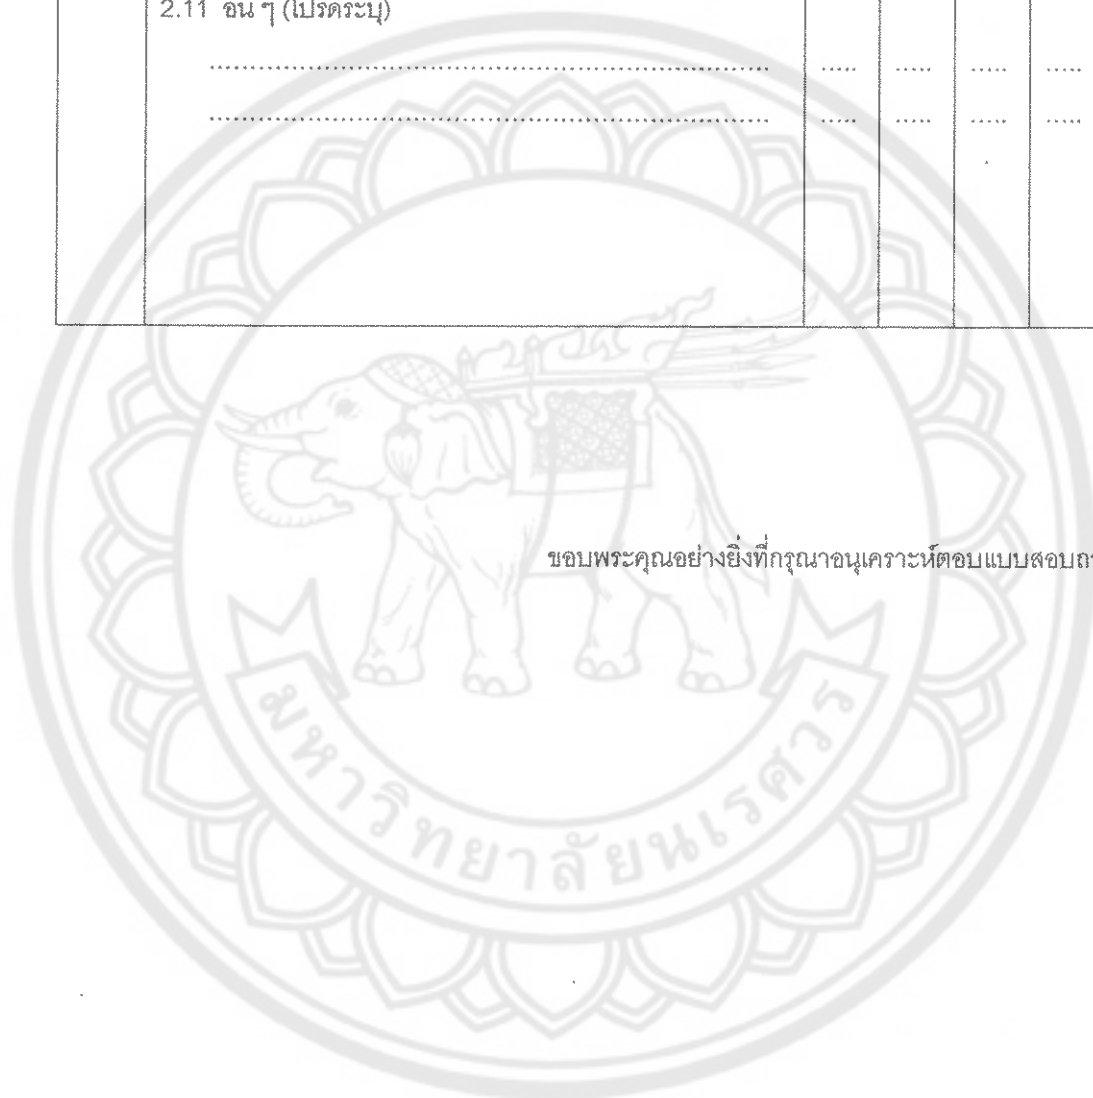 2.11 อื่น ๆ (โปรดระบุ)
.................................................................................. ..... ..... ..... .....
.................................................................................. ..... ..... ..... .....
ขอบพระคุณอย่างยิ่งที่กรุณาอนุเคราะห์ตอบแบบสอบถา
มหาวิทยาลัยนเรศวร